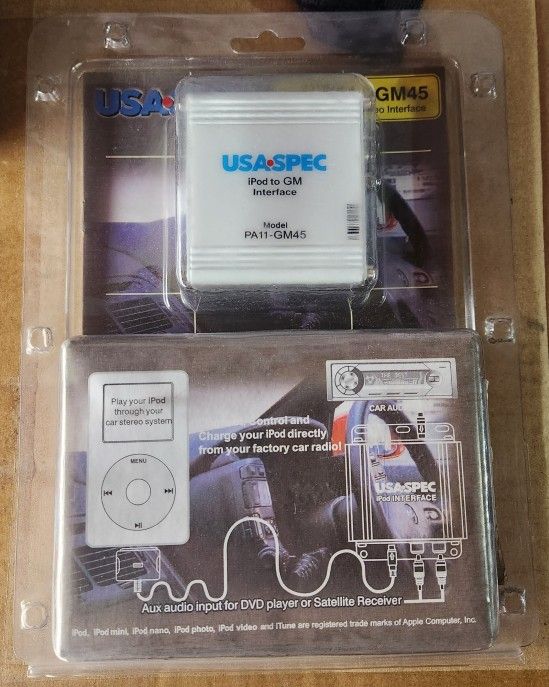 USA
-GM45
eo Interface
USA•SPEC
iPod to GM
Interface
Model
PA11-GM45
Play your iPod
through your
car stereo system
MENU
CAR AUD
Control and
Charge your iPod directly
from your factory car radio!
USA•SPEC
iPod INTERFACE
Aux audio input for DVD player or Satellite Receiver
iPod, iPod mini, iPod nano, iPod photo, iPod video and iTune are registered trade marks of Apple Computer, Inc.